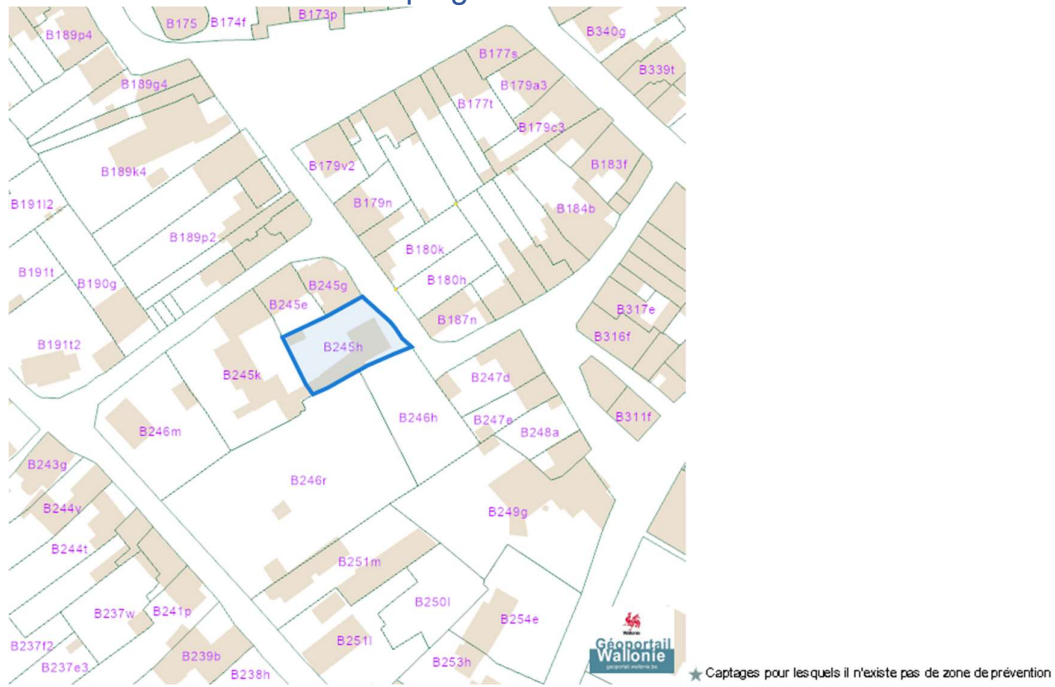 B175
B174f
B173p
B189p4
B340g
B177s
B339t
B189g4
B179a3
B177t
B179c3
B179v2
B183f
B189k4
B191l2
B179n
B184b
B189p2
B180k
B191t
B190g
B180h
B245g
B245e
B317e
B187n
B316f
B191t2
B245h
B245k
B247d
B246h
B247e
B311f
B246m
B248a
B243g
B246r
B244v
B249g
B244t
B251m
B250l
B237w
B241p
B254e
B237f2
B251l
Wallonie
Géoportail
Wallonie
geoportail.wallonie.be
B239b
B253h
B237e3
B238h
Captages pour lesquels il n'existe pas de zone de prévention